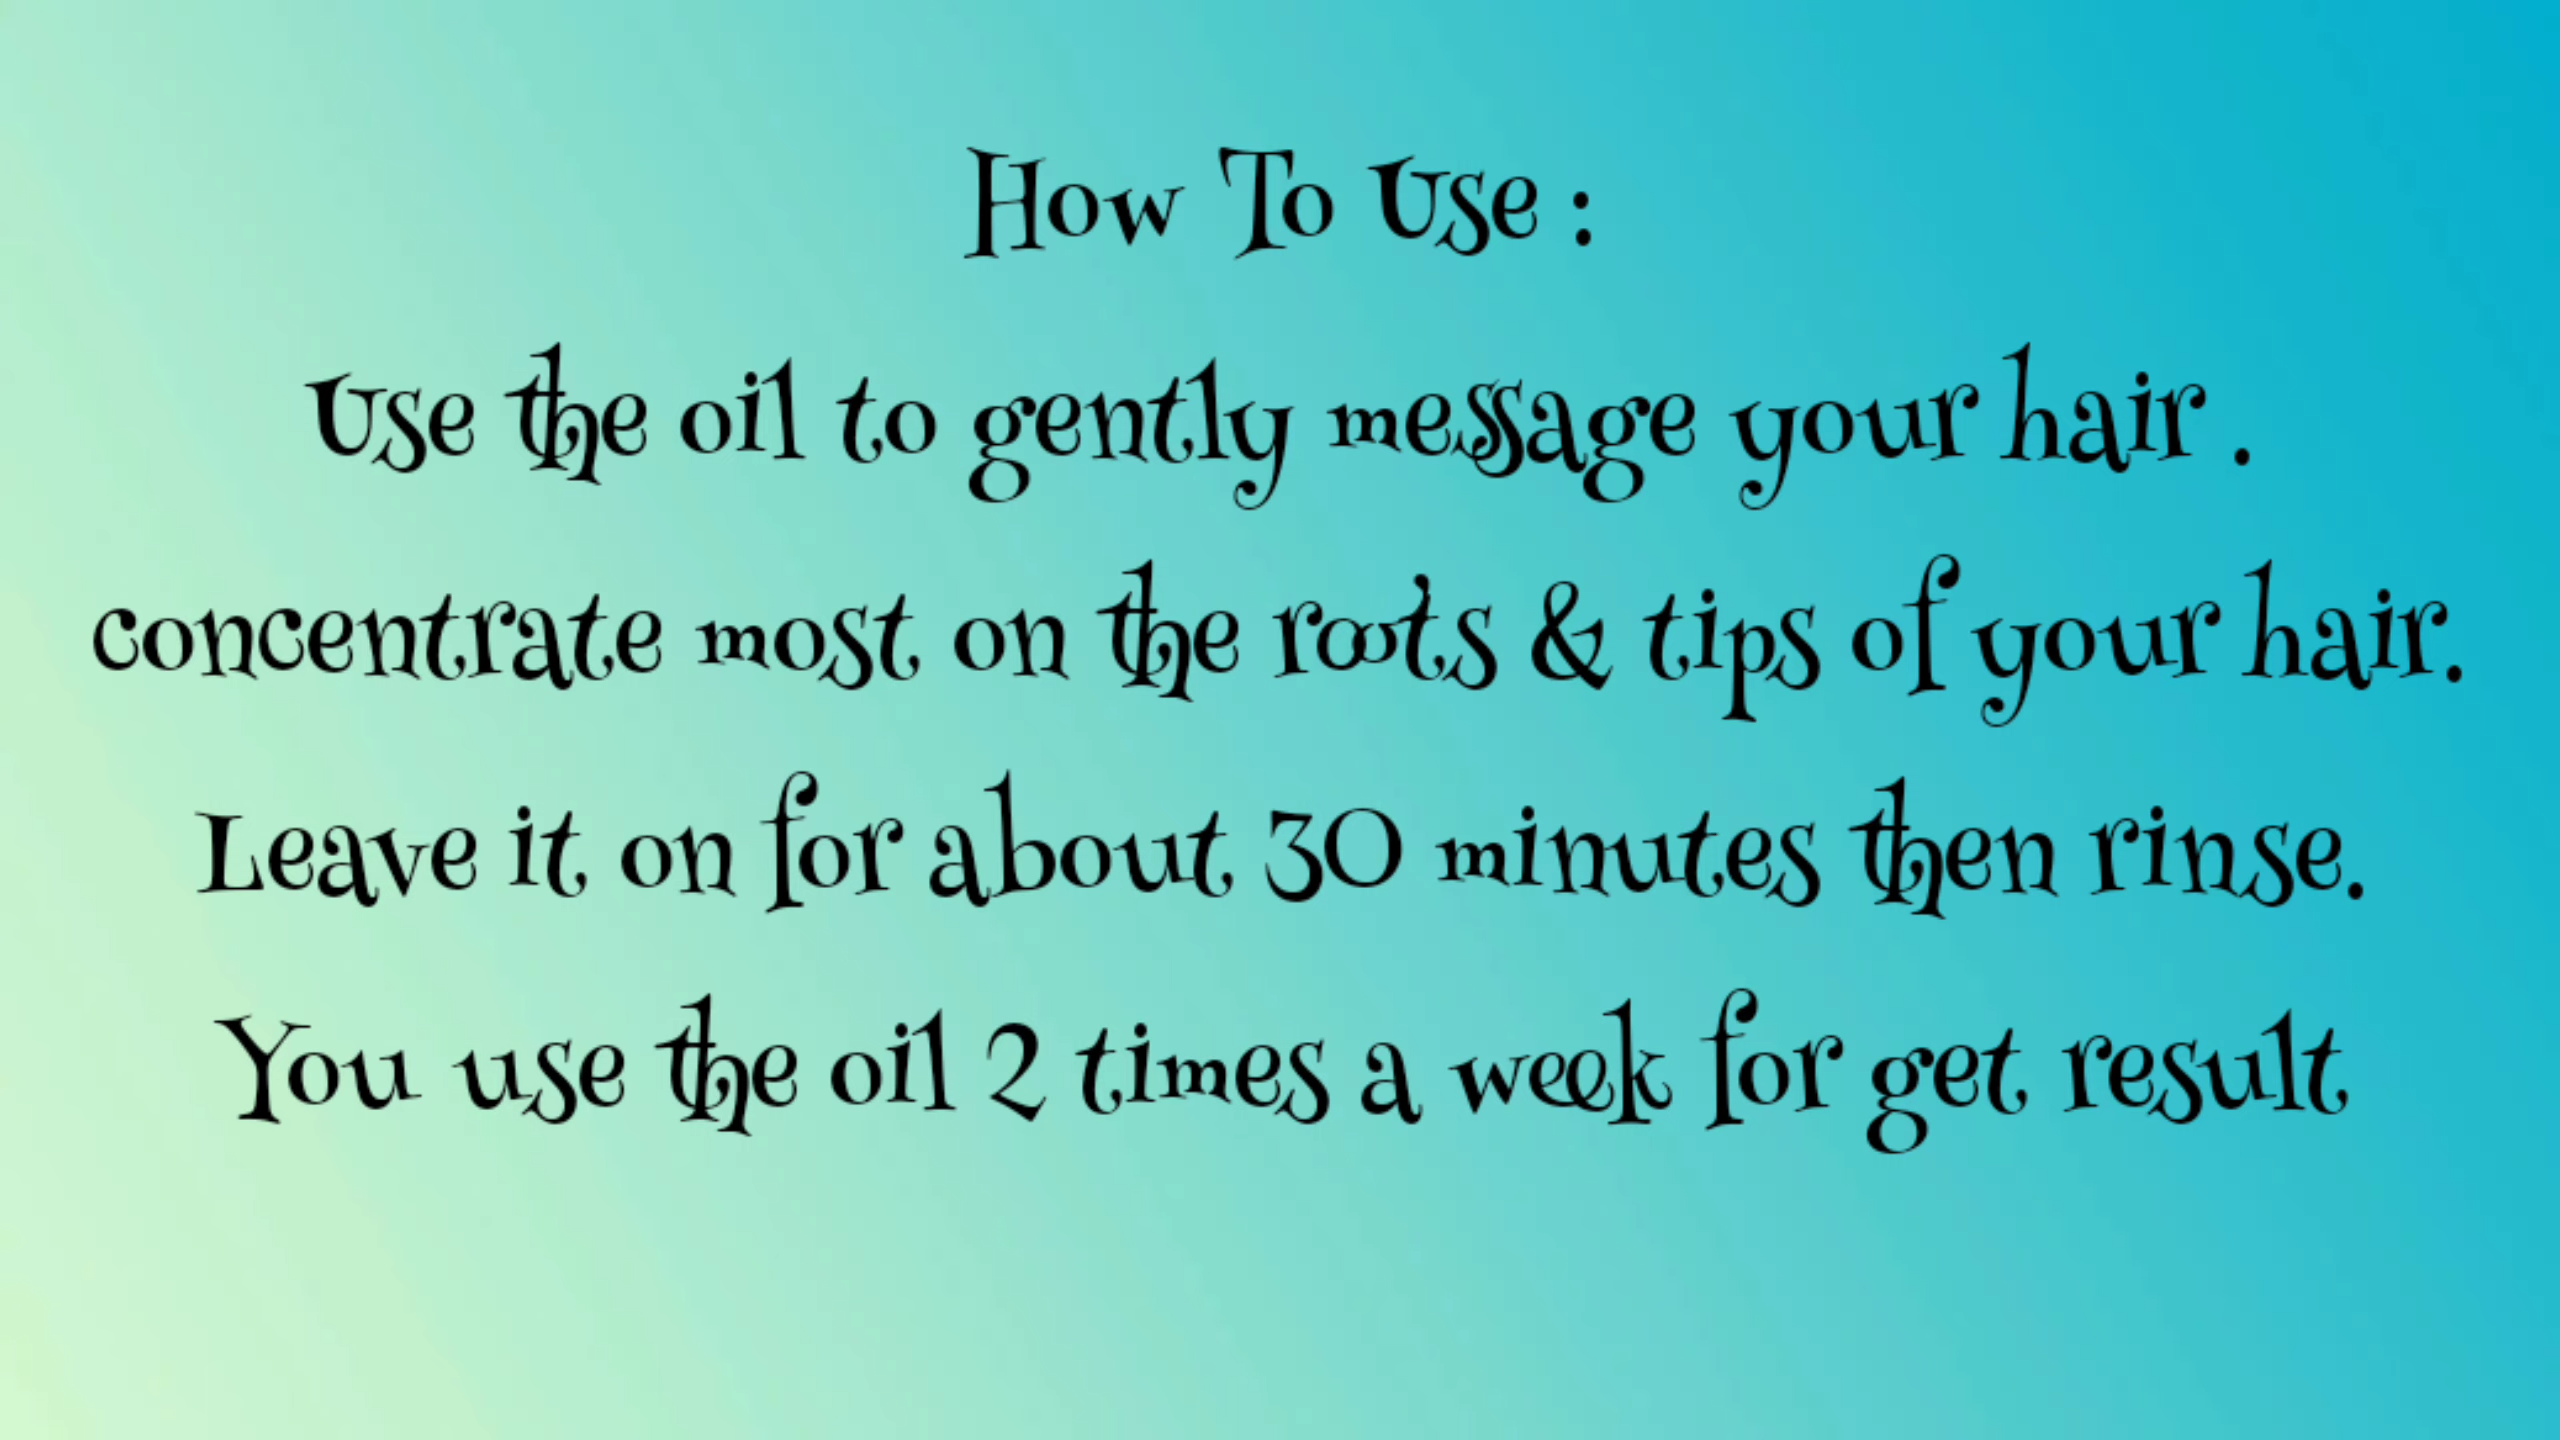 How To Use :
Use the oil to gently message your hair .
concentrate most on the roots & tips of your hair.
Leave it on for about 30 minutes then rinse.
You use the oil 2 times a week for get result